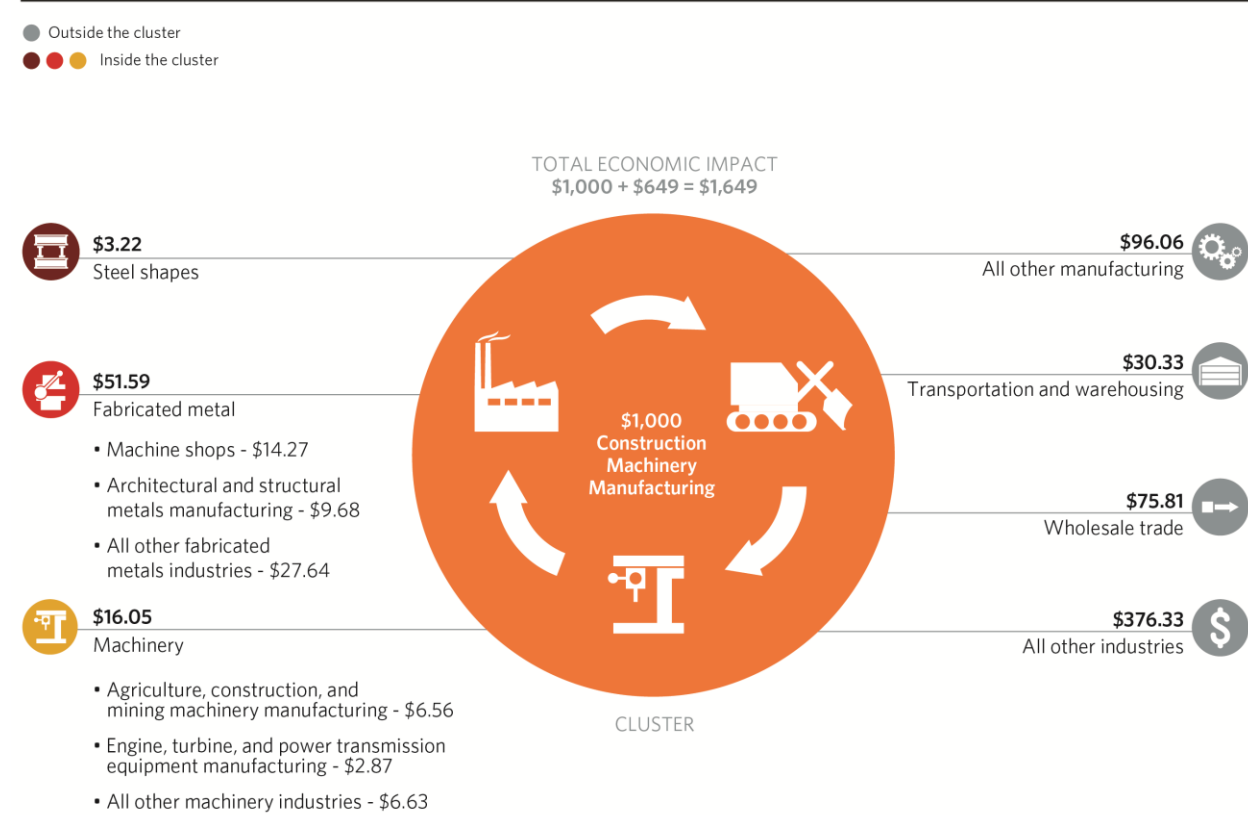 Outside the cluster
Inside the cluster
TOTAL ECONOMIC IMPACT
$1,000 + $649 = $1,649
$3.22
Steel shapes
$51.59
Fabricated metal
• Machine shops - $14.27
• Architectural and structural
metals manufacturing - $9.68
• All other fabricated
metals industries - $27.64
$16.05
Machinery
• Agriculture, construction, and
mining machinery manufacturing - $6.56
• Engine, turbine, and power transmission
equipment manufacturing - $2.87
• All other machinery industries - $6.63
$1,000
Construction
Machinery
Manufacturing
CLUSTER
$96.06
All other manufacturing
$30.33
Transportation and warehousing
$75.81
Wholesale trade
$376.33
All other industries
$